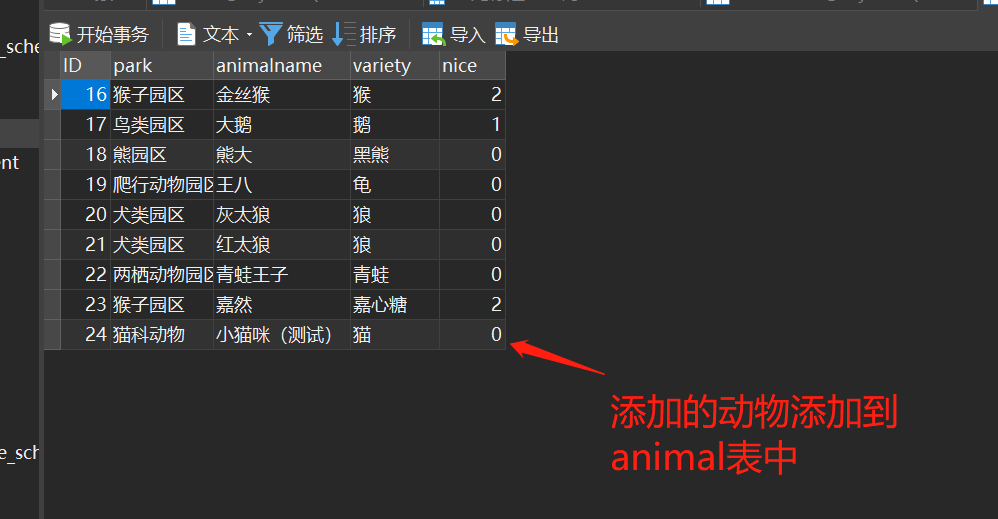 开始事务 文本 筛选 排序 导入 导出
_sche
ID park animalname variety nice
16 猴子园区 金丝猴 猴 2
17 鸟类园区 大鹅 鹅 1
ent
18 熊园区 熊大 黑熊 0
19 爬行动物园区 王八 龟 0
20 犬类园区 灰太狼 狼 0
21 犬类园区 红太狼 狼 0
22 两栖动物园区 青蛙王子 青蛙 0
23 猴子园区 嘉然 嘉心糖 2
24 猫科动物 小猫咪（测试） 猫 0
添加的动物添加到
animal表中
e_sch